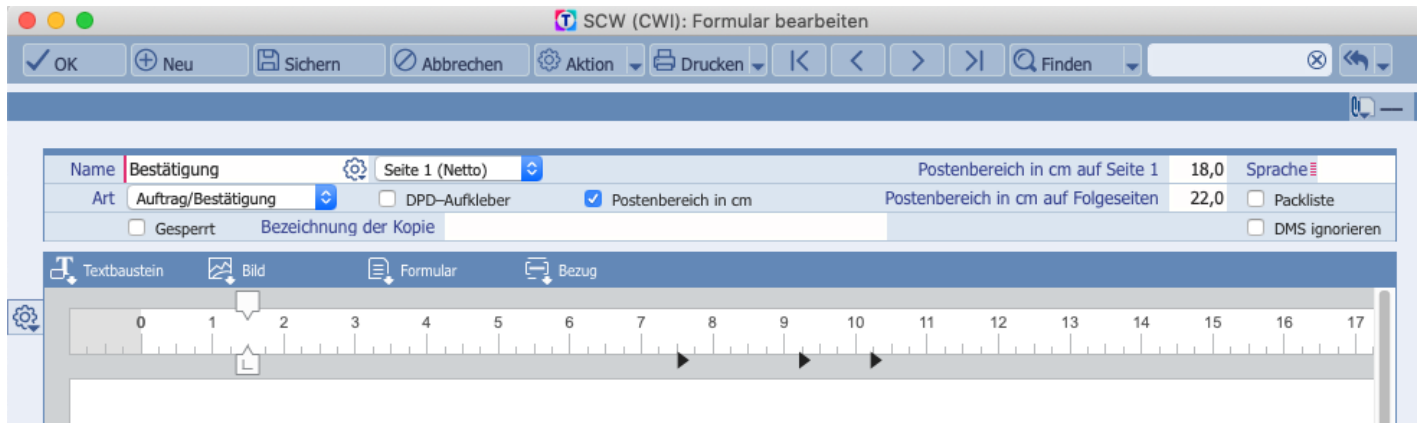 SCW (CWI): Formular bearbeiten
OK Neu Sichern Abbrechen Aktion Drucken Finden
Name Bestätigung Seite 1 (Netto) Postenbereich in cm auf Seite 1 18,0 Sprache
Art Auftrag/Bestätigung DPD–Aufkleber Postenbereich in cm Postenbereich in cm auf Folgeseiten 22,0 Packliste
Gesperrt Bezeichnung der Kopie DMS ignorieren
Textbaustein Bild Formular Bezug
0 1 2 3 4 5 6 7 8 9 10 11 12 13 14 15 16 17